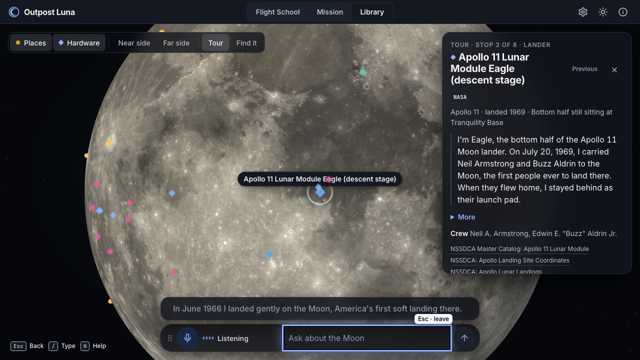 Outpost Luna
Flight School
Mission
Library
Places
Hardware
Near side
Far side
Tour
Find it
TOUR · STOP 3 OF 8 · LANDER
Apollo 11 Lunar
Module Eagle
(descent stage)
Previous
NASA
Apollo 11 · landed 1969 · Bottom half still sitting at
Tranquility Base
I'm Eagle, the bottom half of the Apollo 11
Moon lander. On July 20, 1969, I carried
Neil Armstrong and Buzz Aldrin to the
Moon, the first people ever to land there.
When they flew home, I stayed behind as
their launch pad.
More
Crew Neil A. Armstrong, Edwin E. "Buzz" Aldrin Jr.
NSSDCA Master Catalog: Apollo 11 Lunar Module
NSSDCA: Apollo Landing Site Coordinates
NSSDCA: Apollo Lunar Landings
Apollo 11 Lunar Module Eagle (descent stage)
In June 1966 I landed gently on the Moon, America's first soft landing there.
Esc · leave
Listening
Ask about the Moon
Esc Back / Type K Help